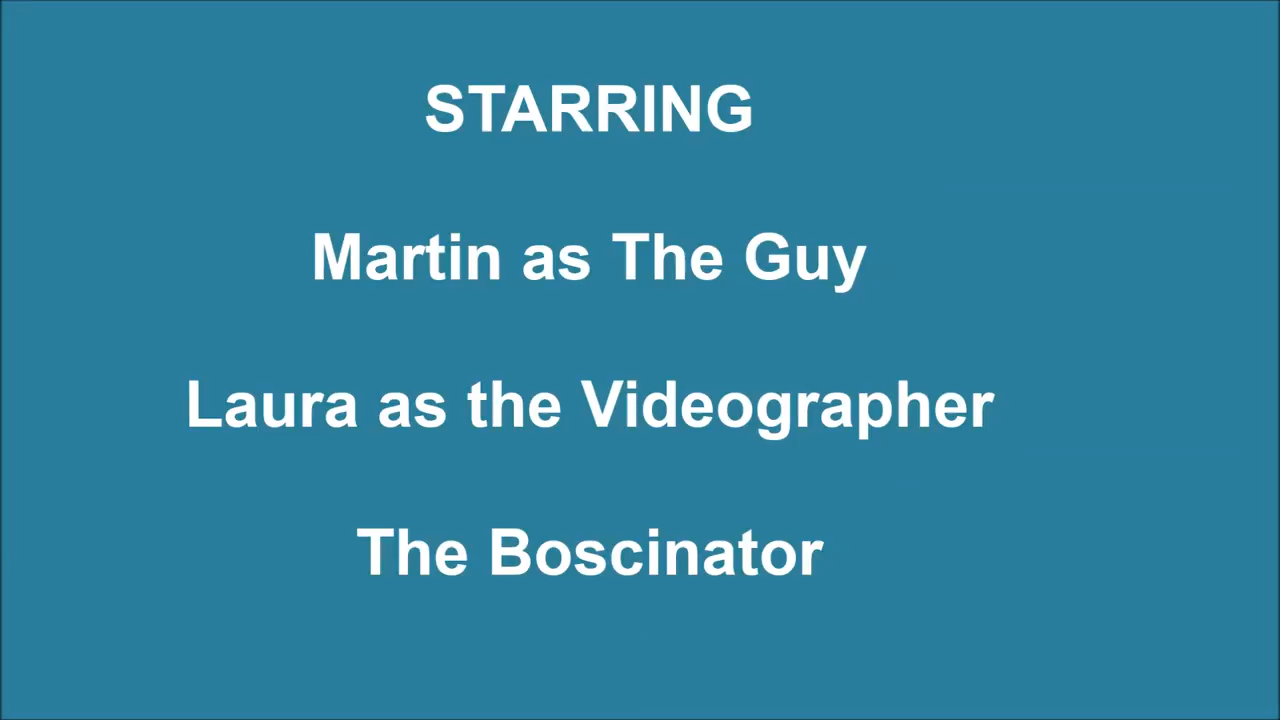 STARRING
Martin as The Guy
Laura as the Videographer
The Boscinator